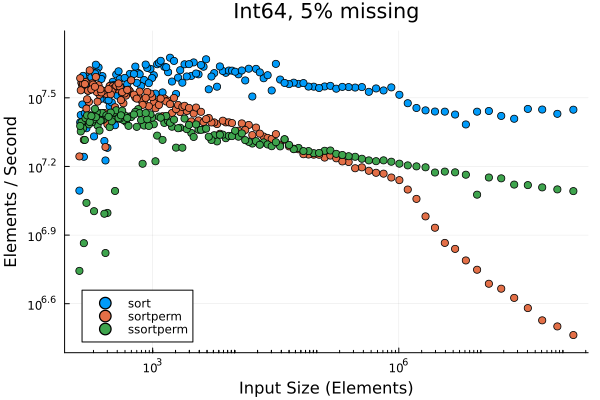 Int64, 5% missing
Elements / Second
10^7.5
10^7.2
10^6.9
10^6.6
sort
sortperm
ssortperm
10^3
10^6
Input Size (Elements)